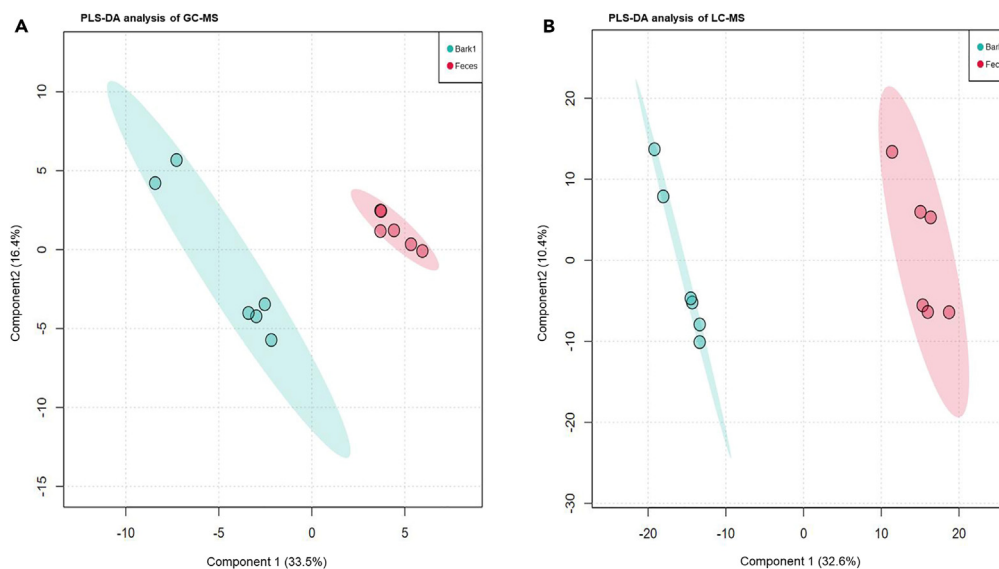 A
PLS-DA analysis of GC-MS
Bark1
Feces
Component2 (16.4%)
10
5
0
-5
-10
-15
-10
-5
0
5
Component 1 (33.5%)
B
PLS-DA analysis of LC-MS
Bark
Fec
Component2 (10.4%)
20
10
0
-10
-20
-30
-20
-10
0
10
20
Component 1 (32.6%)